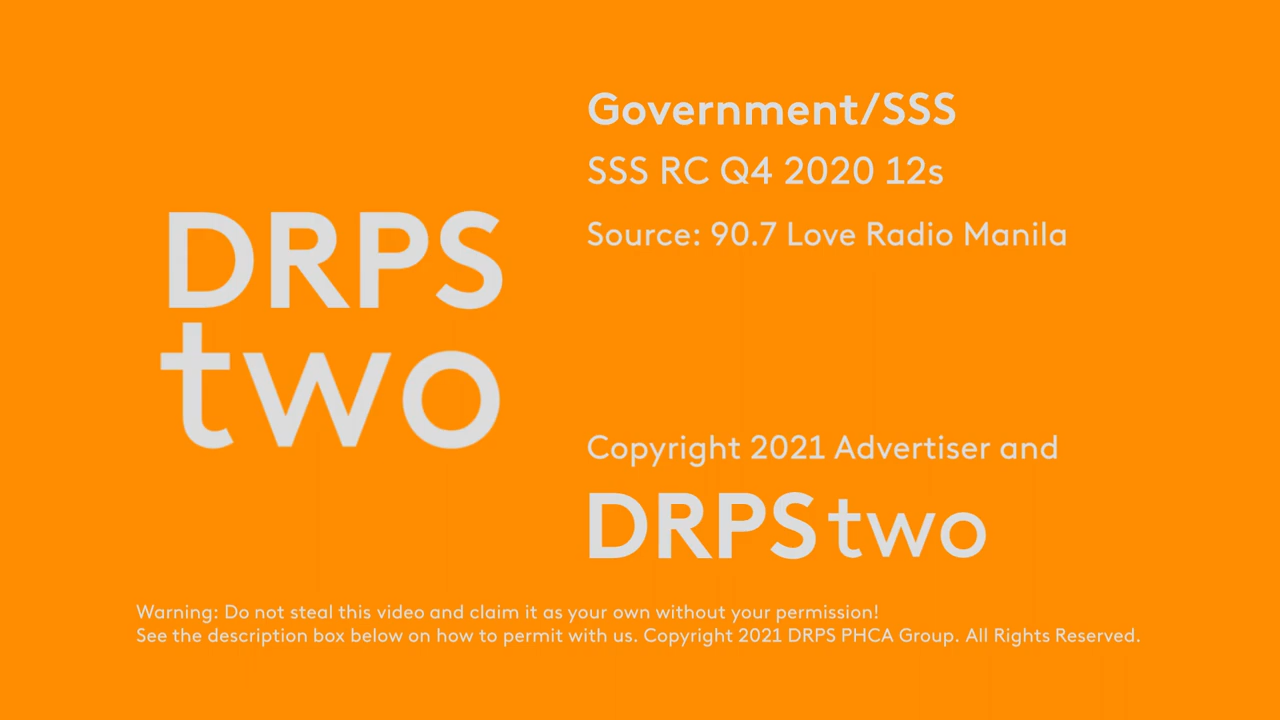 DRPS
two
Government/SSS
SSS RC Q4 2020 12s
Source: 90.7 Love Radio Manila
Copyright 2021 Advertiser and
DRPS two
Warning: Do not steal this video and claim it as your own without your permission!
See the description box below on how to permit with us. Copyright 2021 DRPS PHCA Group. All Rights Reserved.